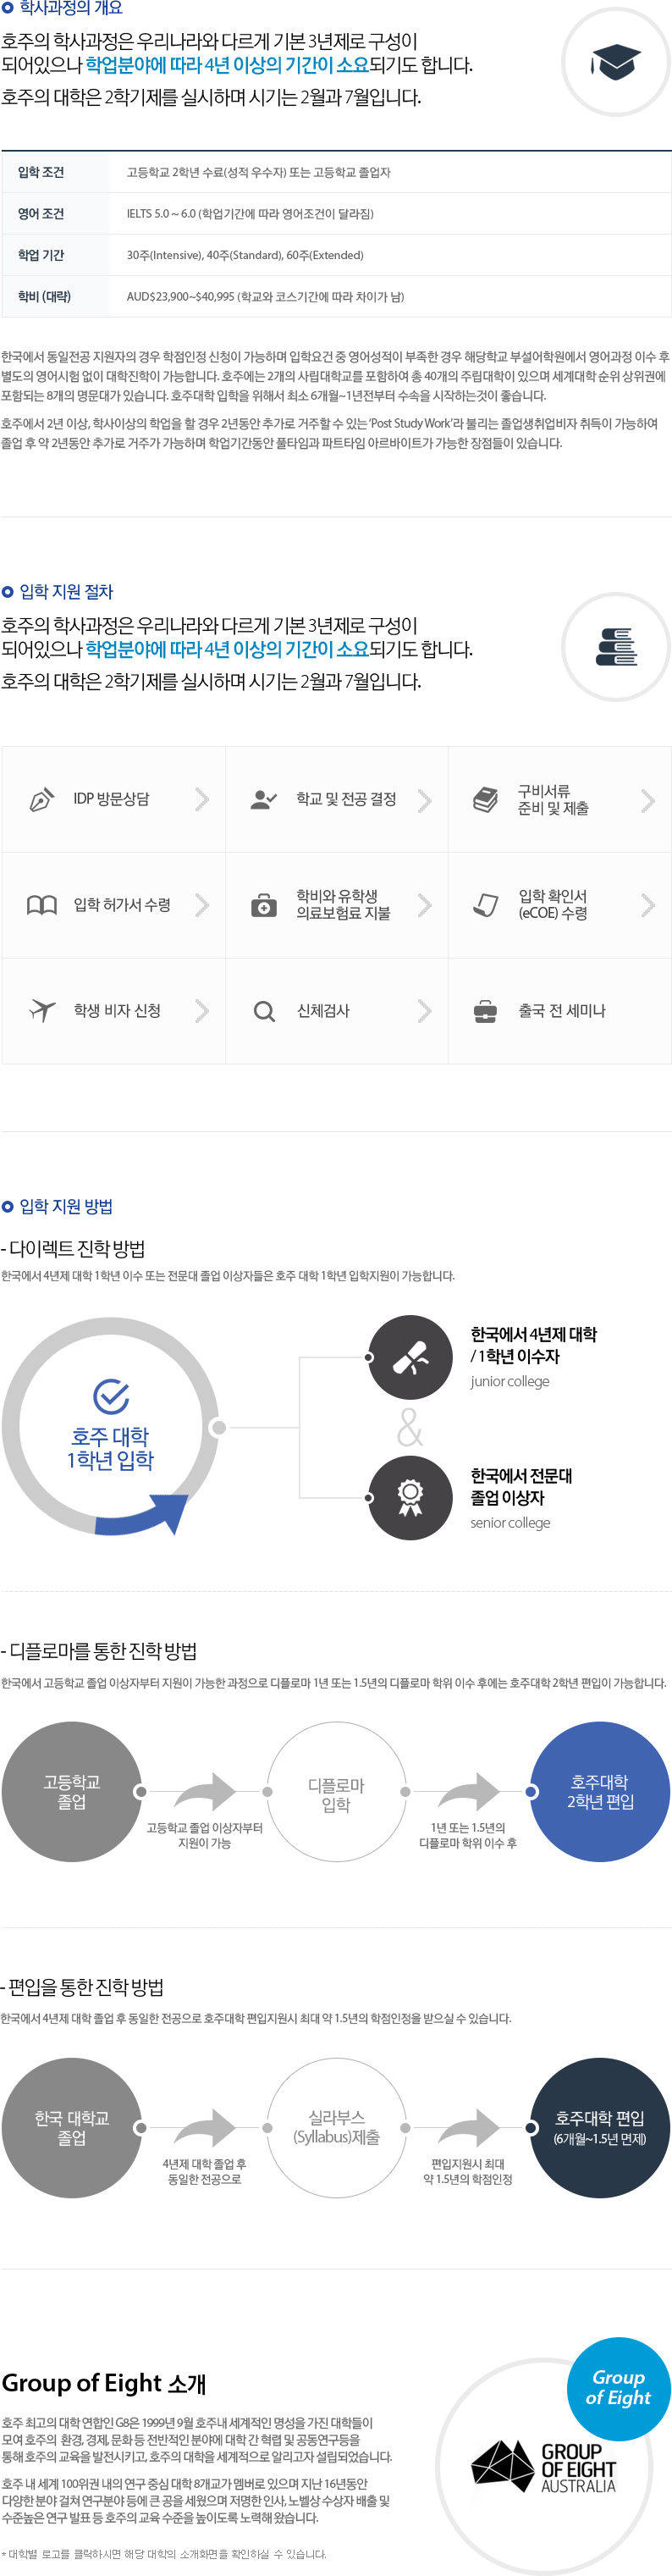 학사과정의 개요
호주의 학사과정은 우리나라와 다르게 기본 3년제로 구성이
되어있으나 학업분야에 따라 4년 이상의 기간이 소요되기도 합니다.
호주의 대학은 2학기제를 실시하며 시기는 2월과 7월입니다.
입학 조건 고등학교 2학년 수료(성적 우수자) 또는 고등학교 졸업자
영어 조건 IELTS 5.0 ~ 6.0 (학업기간에 따라 영어조건이 달라짐)
학업 기간 30주(Intensive), 40주(Standard), 60주(Extended)
학비 (대략) AUD$23,900~$40,995 (학교와 코스기간에 따라 차이가 남)
한국에서 동일전공 지원자의 경우 학점인정 신청이 가능하며 입학요건 중 영어성적이 부족한 경우 해당학교 부설어학원에서 영어과정 이수 후
별도의 영어시험 없이 대학진학이 가능합니다. 호주에는 2개의 사립대학교를 포함하여 총 40개의 주립대학이 있으며 세계대학 순위 상위권에
포함되는 8개의 명문대가 있습니다. 호주대학 입학을 위해서 최소 6개월~1년전부터 수속을 시작하는것이 좋습니다.
호주에서 2년 이상, 학사이상의 학업을 할 경우 2년동안 추가로 거주할 수 있는 ‘Post Study Work’라 불리는 졸업생취업비자 취득이 가능하여
졸업 후 약 2년동안 추가로 거주가 가능하며 학업기간동안 풀타임과 파트타임 아르바이트가 가능한 장점들이 있습니다.
입학 지원 절차
호주의 학사과정은 우리나라와 다르게 기본 3년제로 구성이
되어있으나 학업분야에 따라 4년 이상의 기간이 소요되기도 합니다.
호주의 대학은 2학기제를 실시하며 시기는 2월과 7월입니다.
IDP 방문상담
학교 및 전공 결정
구비서류
준비 및 제출
입학 허가서 수령
학비와 유학생
의료보험료 지불
입학 확인서
(eCOE) 수령
학생 비자 신청
신체검사
출국 전 세미나
입학 지원 방법
- 다이렉트 진학 방법
한국에서 4년제 대학 1학년 이수 또는 전문대 졸업 이상자들은 호주 대학 1학년 입학지원이 가능합니다.
호주 대학
1학년 입학
한국에서 4년제 대학
/ 1학년 이수자
junior college
&
한국에서 전문대
졸업 이상자
senior college
- 디플로마를 통한 진학 방법
한국에서 고등학교 졸업 이상자부터 지원이 가능한 과정으로 디플로마 1년 또는 1.5년의 디플로마 학위 이수 후에는 호주대학 2학년 편입이 가능합니다.
고등학교
졸업
고등학교 졸업 이상자부터
지원이 가능
디플로마
입학
1년 또는 1.5년의
디플로마 학위 이수 후
호주대학
2학년 편입
- 편입을 통한 진학 방법
한국에서 4년제 대학 졸업 후 동일한 전공으로 호주대학 편입지원시 최대 약 1.5년의 학점인정을 받으실 수 있습니다.
한국 대학교
졸업
4년제 대학 졸업 후
동일한 전공으로
실라부스
(Syllabus)제출
편입지원시 최대
약 1.5년의 학점인정
호주대학 편입
(6개월~1.5년 면제)
Group of Eight 소개
호주 최고의 대학 연합인 G8은 1999년 9월 호주내 세계적인 명성을 가진 대학들이
모여 호주의 환경, 경제, 문화 등 전반적인 분야에 대학 간 혁렵 및 공동연구등을
통해 호주의 교육을 발전시키고, 호주의 대학을 세계적으로 알리고자 설립되었습니다.
호주 내 세계 100위권 내의 연구 중심 대학 8개교가 멤버로 있으며 지난 16년동안
다양한 분야 걸쳐 연구분야 등에 큰 공을 세웠으며 저명한 인사, 노벨상 수상자 배출 및
수준높은 연구 발표 등 호주의 교육 수준을 높이도록 노력해 왔습니다.
* 대학별 로고를 클릭하시면 해당 대학의 소개화면을 확인하실 수 있습니다.
Group
of Eight
GROUP
OF EIGHT
AUSTRALIA